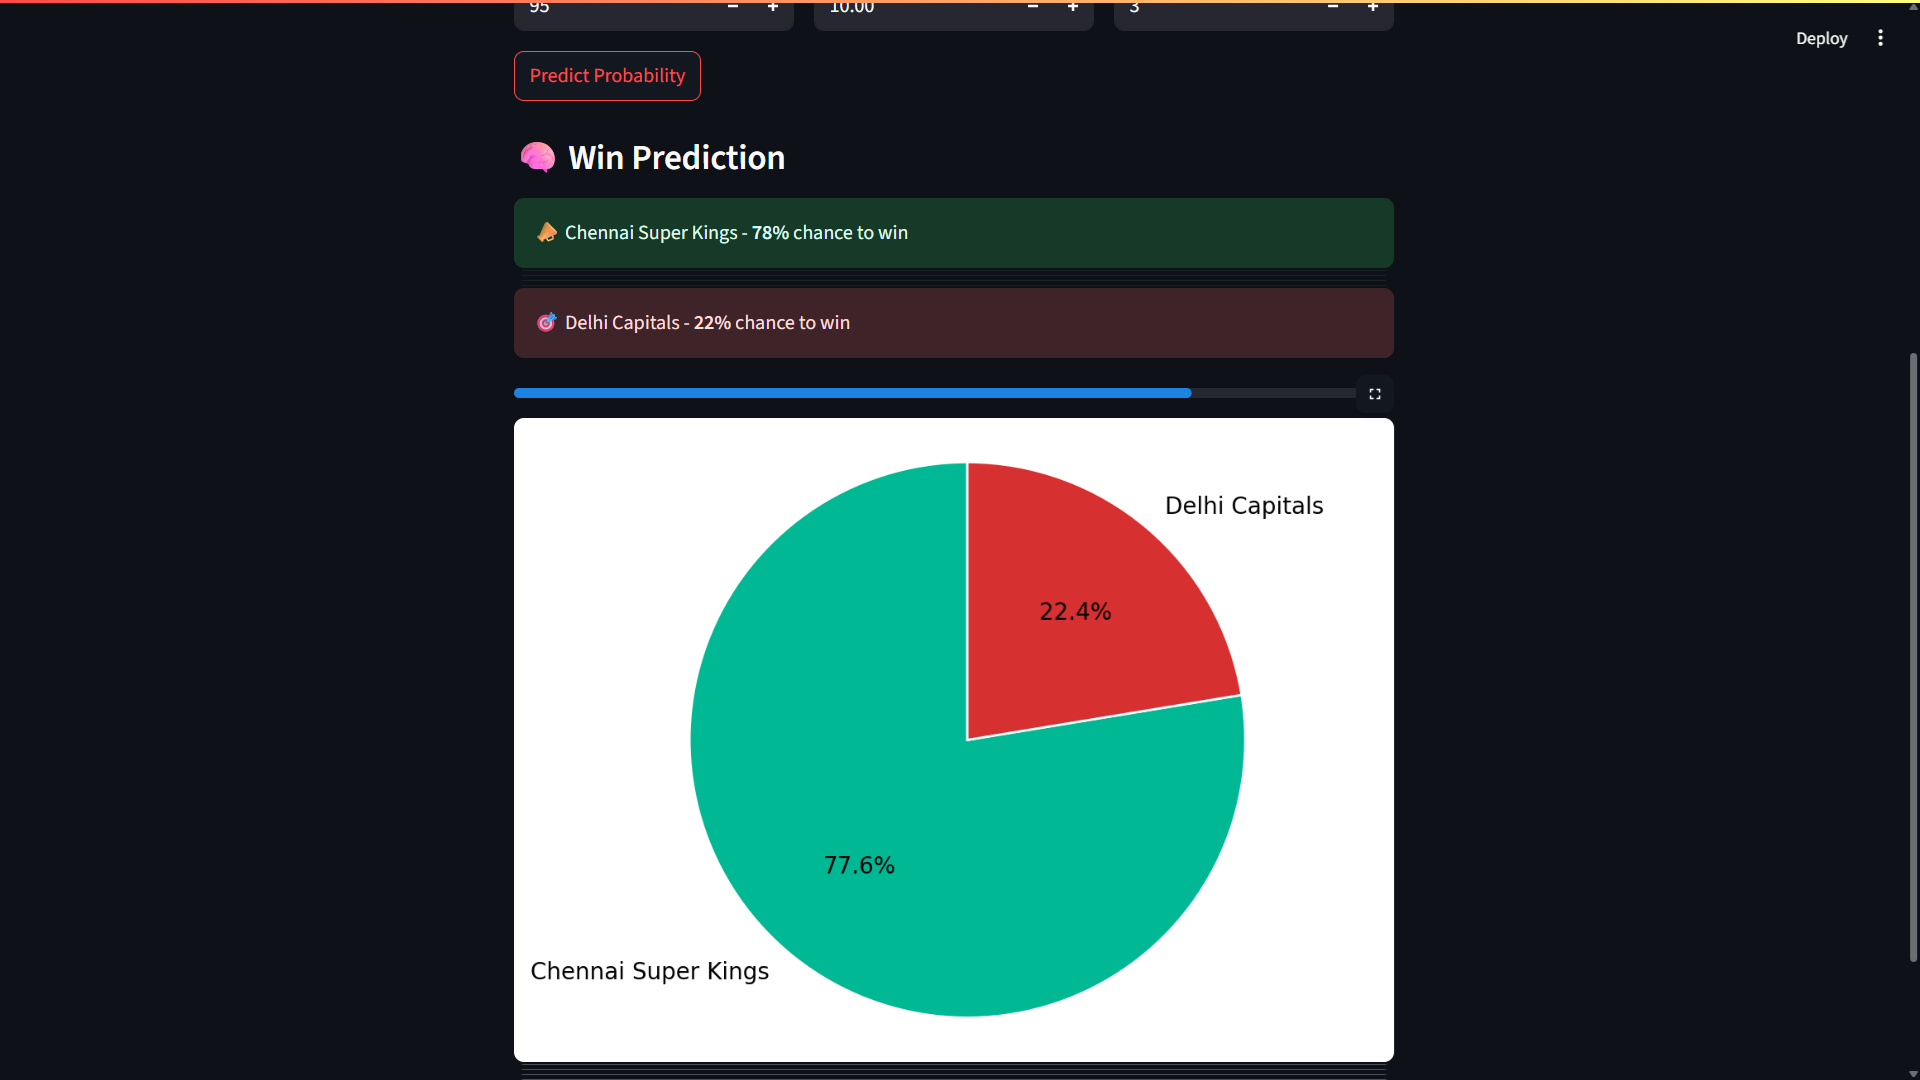 95 − + 10.00 − + 3 − +
Deploy
Predict Probability
Win Prediction
Chennai Super Kings - 78% chance to win
Delhi Capitals - 22% chance to win
Delhi Capitals
22.4%
77.6%
Chennai Super Kings